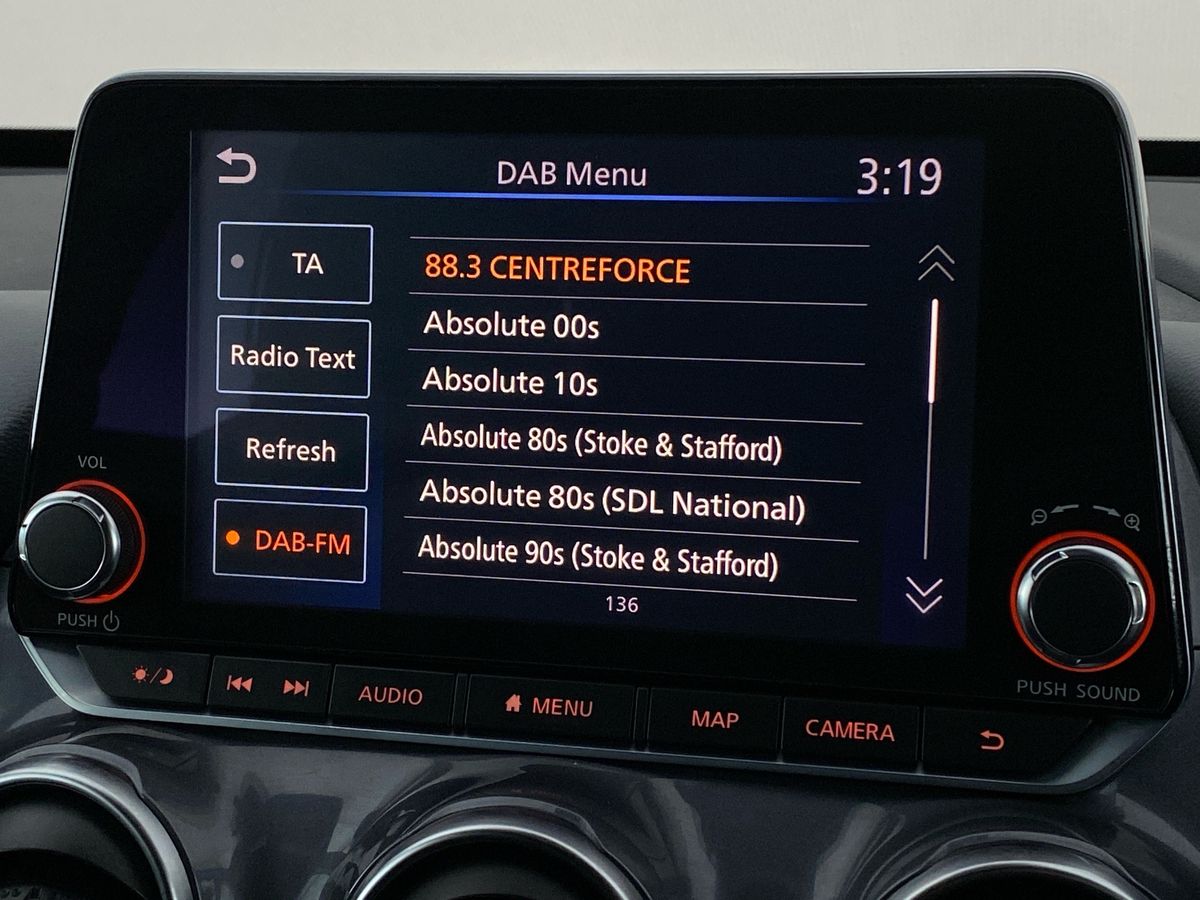 DAB Menu
3:19
TA
Radio Text
Refresh
DAB-FM
88.3 CENTREFORCE
Absolute 00s
Absolute 10s
Absolute 80s (Stoke & Stafford)
Absolute 80s (SDL National)
Absolute 90s (Stoke & Stafford)
136
VOL
PUSH
PUSH SOUND
AUDIO
MENU
MAP
CAMERA